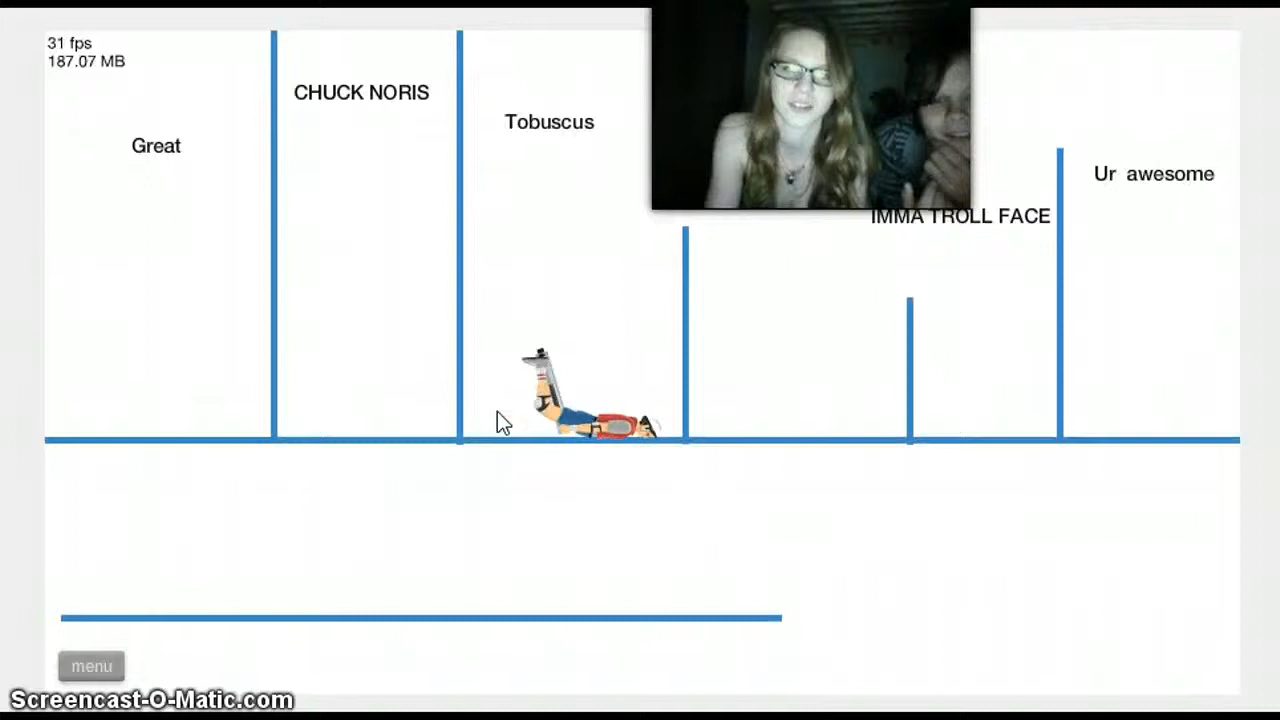 31 fps
187.07 MB
Great
CHUCK NORIS
Tobuscus
IMMA TROLL FACE
Ur awesome
menu
Screencast-O-Matic.com